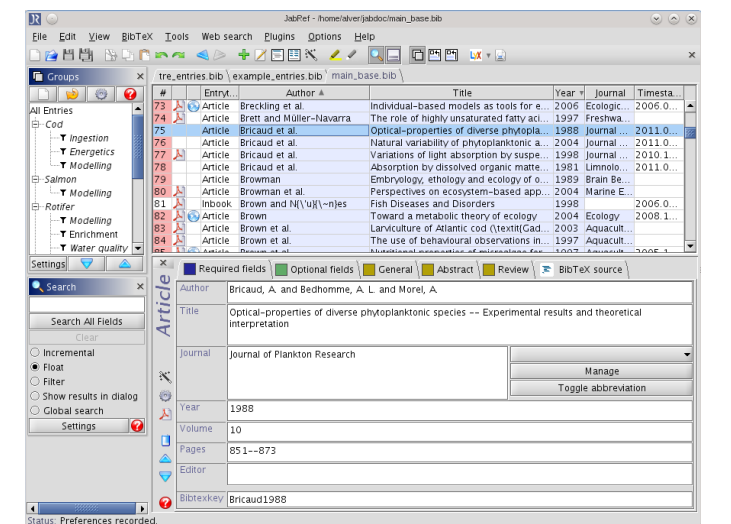 JabRef - /home/alver/jabdoc/main_base.bib
File Edit View BibTeX Tools Web search Plugins Options Help
Groups
All Entries
Cod
Ingestion
Energetics
Modelling
Salmon
Modelling
Rotifer
Modelling
Enrichment
Water quality
Settings
Search
Search All Fields
Clear
Incremental
Float
Filter
Show results in dialog
Global search
Settings
tre_entries.bib example_entries.bib main_base.bib
# Entryt... Author Title Year Journal Timesta...
73 Article Breckling et al. Individual-based models as tools for e... 2006 Ecologic... 2006.0...
74 Article Brett and Müller-Navarra The role of highly unsaturated fatty aci... 1997 Freshwa...
75 Article Bricaud et al. Optical-properties of diverse phytopla... 1988 Journal ... 2011.0...
76 Article Bricaud et al. Natural variability of phytoplanktonic a... 2004 Journal ... 2011.0...
77 Article Bricaud et al. Variations of light absorption by suspe... 1998 Journal ... 2010.1...
78 Article Bricaud et al. Absorption by dissolved organic matte... 1981 Limnolo... 2011.0...
79 Article Browman Embryology, ethology and ecology of o... 1989 Brain Be...
80 Article Browman et al. Perspectives on ecosystem-based app... 2004 Marine E...
81 Inbook Brown and N{\'u}{\~n}es Fish Diseases and Disorders 1998 2006.0...
82 Article Brown Toward a metabolic theory of ecology 2004 Ecology 2008.1...
83 Article Brown et al. Larviculture of Atlantic cod (\textit{Gad... 2003 Aquacult...
84 Article Brown et al. The use of behavioural observations in... 1997 Aquacult...
Article
Required fields Optional fields General Abstract Review BibTeX source
Author Bricaud, A. and Bedhomme, A. L. and Morel, A.
Title Optical-properties of diverse phytoplanktonic species -- Experimental results and theoretical
interpretation
Journal Journal of Plankton Research
Manage
Toggle abbreviation
Year 1988
Volume 10
Pages 851--873
Editor
Bibtexkey Bricaud1988
Status: Preferences recorded.